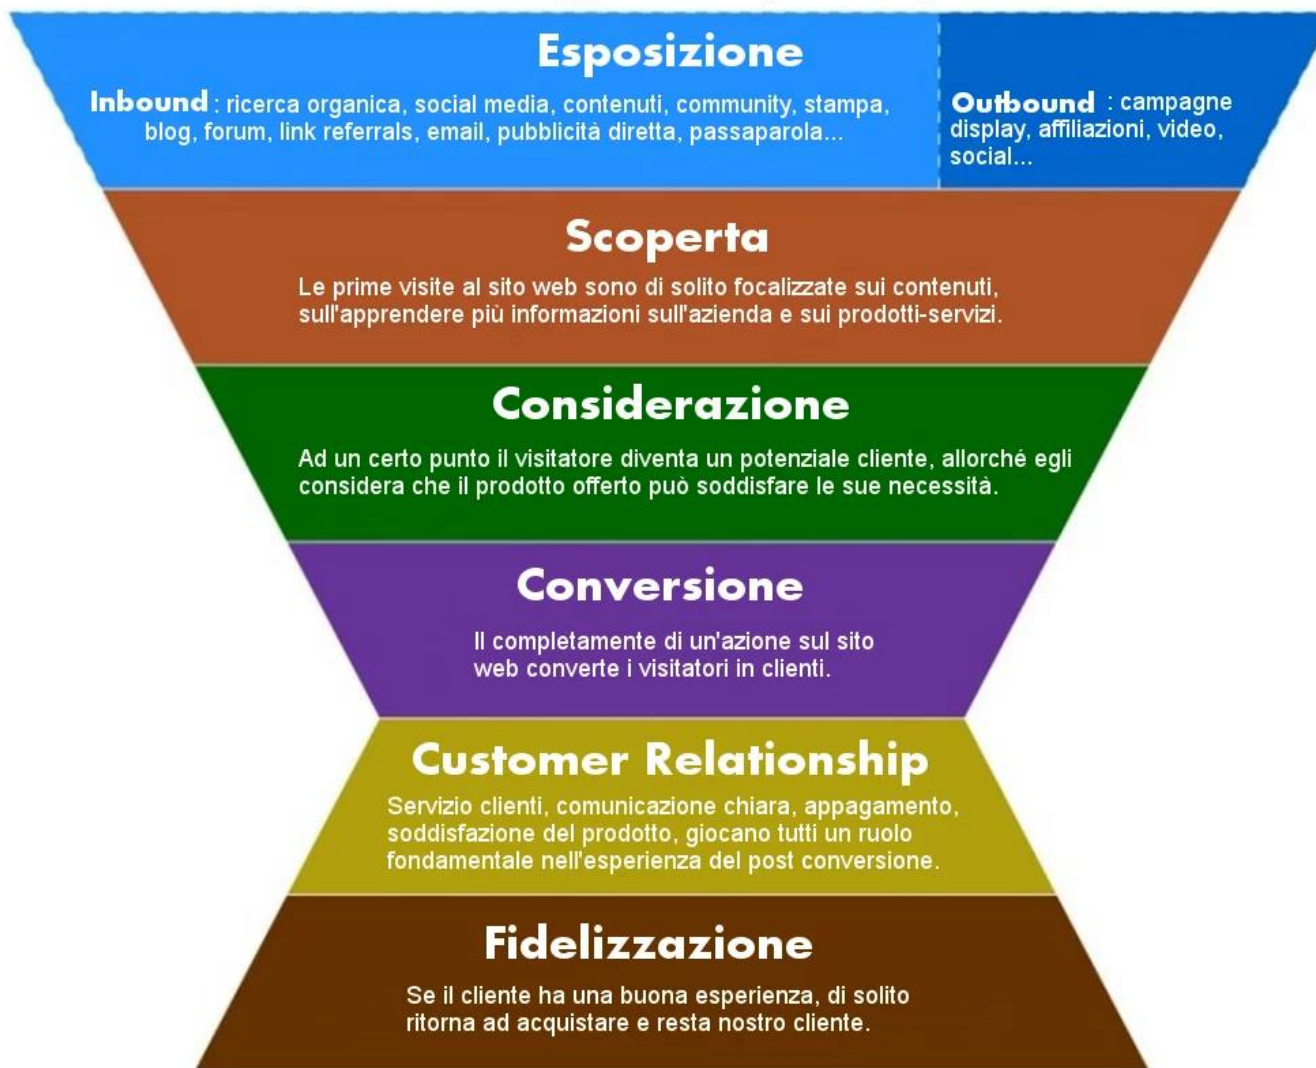 Esposizione
Inbound : ricerca organica, social media, contenuti, community, stampa,
blog, forum, link referrals, email, pubblicità diretta, passaparola...
Outbound : campagne
display, affiliazioni, video,
social...
Scoperta
Le prime visite al sito web sono di solito focalizzate sui contenuti,
sull'apprendere più informazioni sull'azienda e sui prodotti-servizi.
Considerazione
Ad un certo punto il visitatore diventa un potenziale cliente, allorché egli
considera che il prodotto offerto può soddisfare le sue necessità.
Conversione
Il completamente di un'azione sul sito
web converte i visitatori in clienti.
Customer Relationship
Servizio clienti, comunicazione chiara, appagamento,
soddisfazione del prodotto, giocano tutti un ruolo
fondamentale nell'esperienza del post conversione.
Fidelizzazione
Se il cliente ha una buona esperienza, di solito
ritorna ad acquistare e resta nostro cliente.